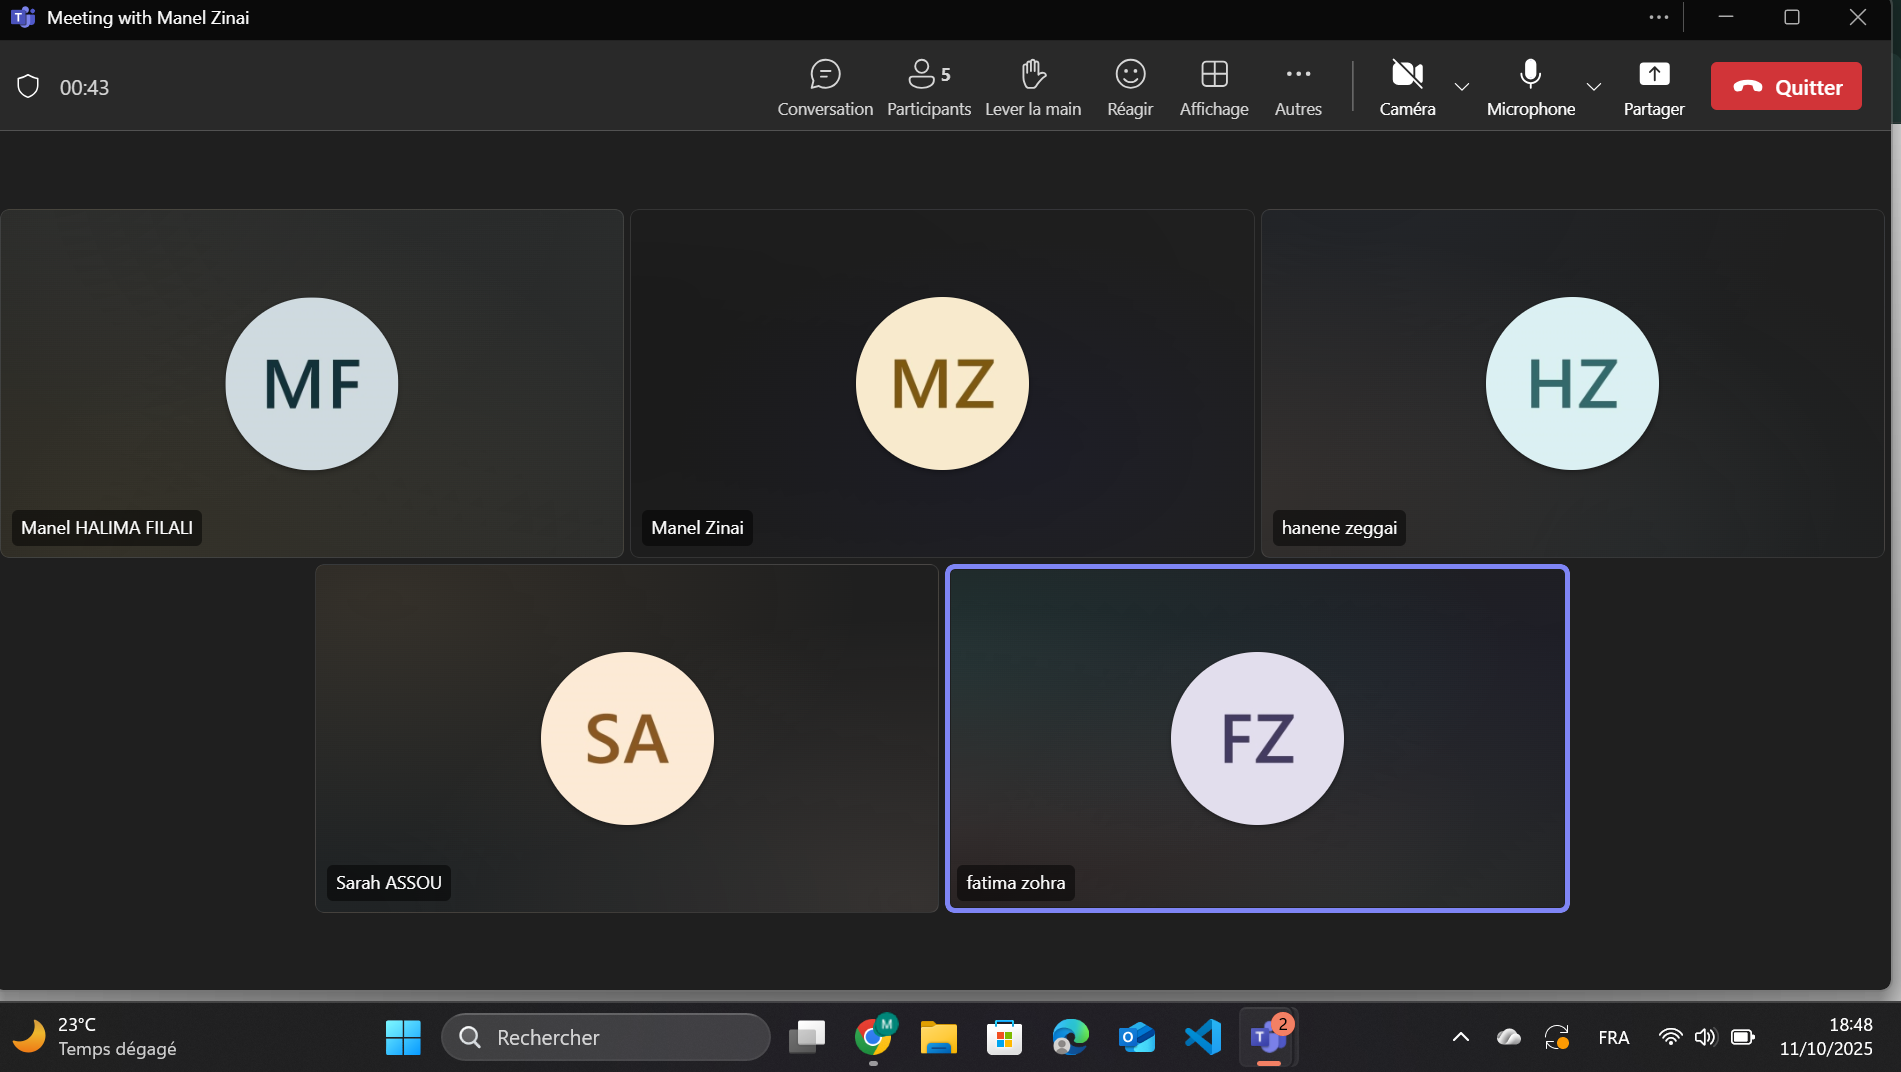 Meeting with Manel Zinai
00:43
5
Conversation Participants Lever la main Réagir Affichage Autres Caméra Microphone Partager Quitter
MF MZ HZ
Manel HALIMA FILALI Manel Zinai hanene zeggai
SA FZ
Sarah ASSOU fatima zohra
23°C
Temps dégagé
Rechercher
M
2
FRA
18:48
11/10/2025